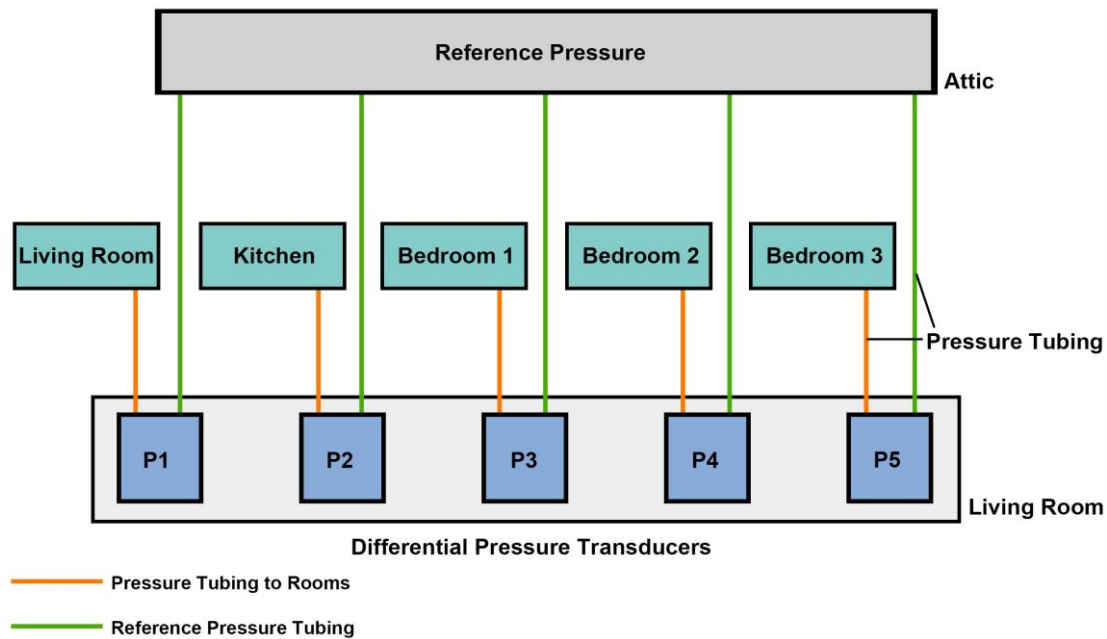 Reference Pressure
Attic
Living Room
Kitchen
Bedroom 1
Bedroom 2
Bedroom 3
Pressure Tubing
P1
P2
P3
P4
P5
Living Room
Differential Pressure Transducers
Pressure Tubing to Rooms
Reference Pressure Tubing